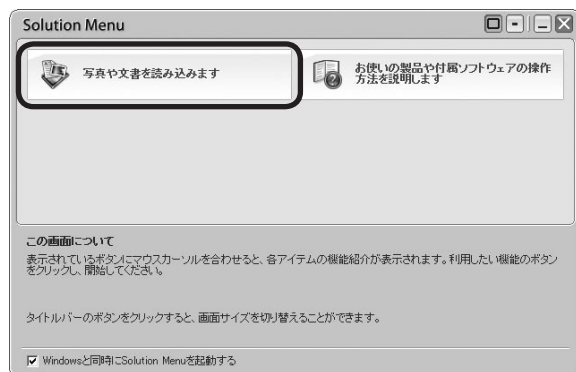 Solution Menu
写真や文書を読み込みます
お使いの製品や付属ソフトウェアの操作
方法を説明します
この画面について
表示されているボタンにマウスカーソルを合わせると、各アイテムの機能紹介が表示されます。利用したい機能のボタン
をクリックし、開始してください。
タイトルバーのボタンをクリックすると、画面サイズを切り替えることができます。
Windowsと同時にSolution Menuを起動する